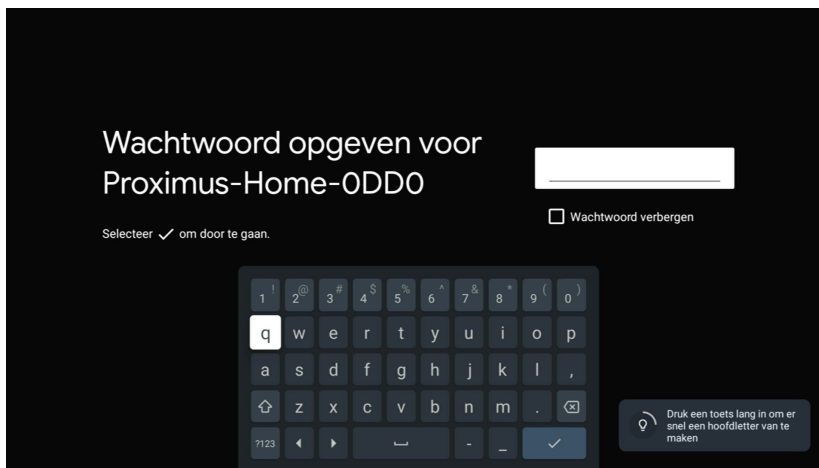 Wachtwoord opgeven voor
Proximus-Home-0DD0
Selecteer ✓ om door te gaan.
Wachtwoord verbergen
1 ! 2 @ 3 # 4 $ 5 % 6 ^ 7 & 8 * 9 ( 0 )
q w e r t y u i o p
a s d f g h j k l ,
z x c v b n m .
?123 - _
Druk een toets lang in om er
snel een hoofdletter van te
maken